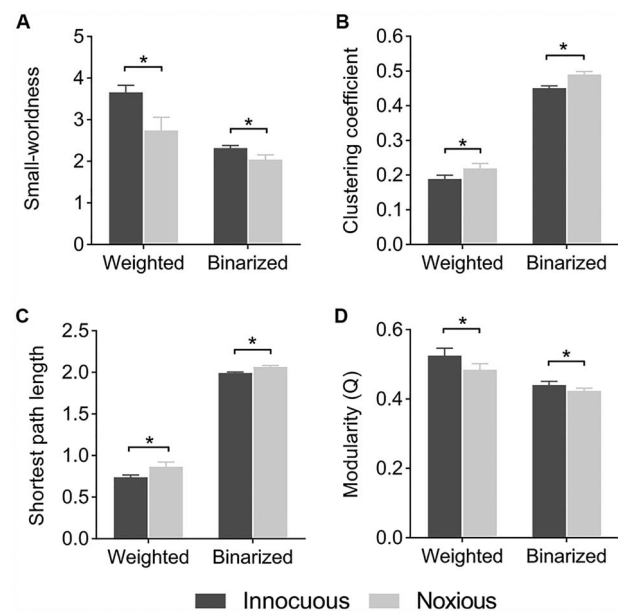 A
Small-worldness
5
4
3
2
1
0
*
*
Weighted Binarized
B
Clustering coefficient
0.6
0.5
0.4
0.3
0.2
0.1
0.0
*
*
Weighted Binarized
C
Shortest path length
2.5
2.0
1.5
1.0
0.5
0.0
*
*
Weighted Binarized
D
Modularity (Q)
0.6
0.4
0.2
0.0
*
*
Weighted Binarized
Innocuous Noxious